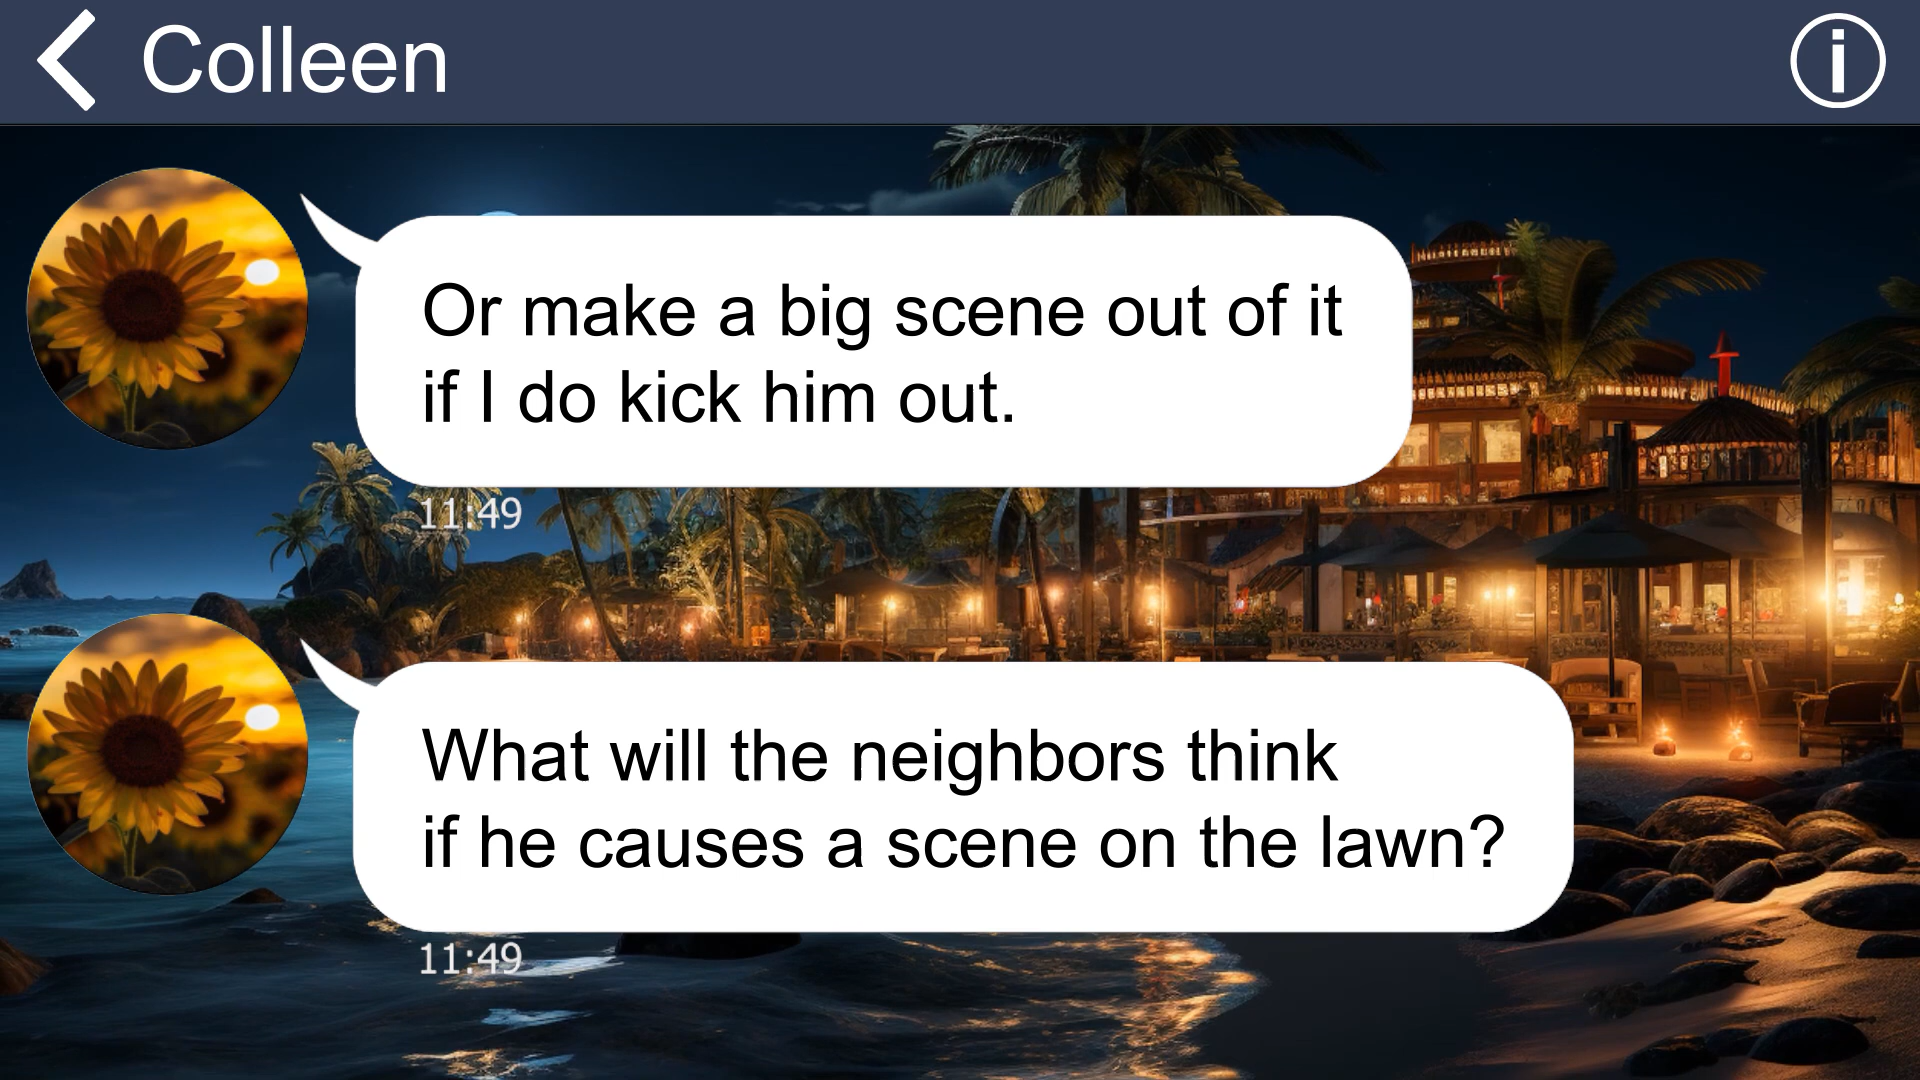 Colleen
Or make a big scene out of it
if I do kick him out.
11:49
What will the neighbors think
if he causes a scene on the lawn?
11:49